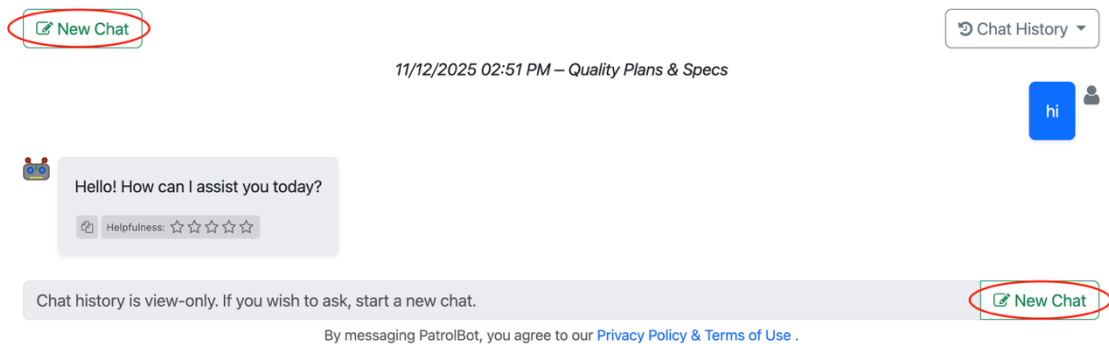 New Chat
Chat History
11/12/2025 02:51 PM – Quality Plans & Specs
hi
Hello! How can I assist you today?
Helpfulness:
Chat history is view-only. If you wish to ask, start a new chat.
New Chat
By messaging PatrolBot, you agree to our Privacy Policy & Terms of Use .